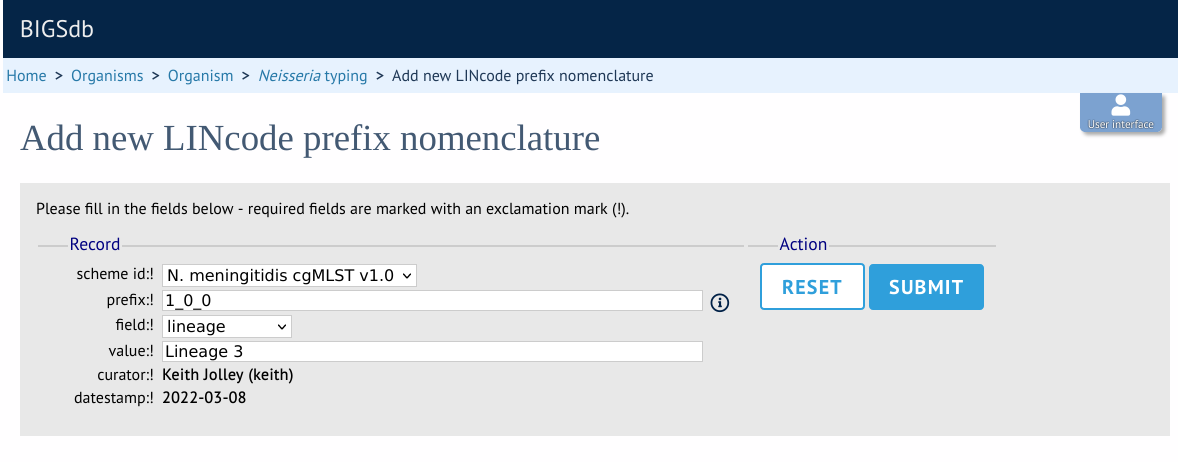 BIGSdb
Home > Organisms > Organism > Neisseria typing > Add new LINcode prefix nomenclature
User interface
Add new LINcode prefix nomenclature
Please fill in the fields below - required fields are marked with an exclamation mark (!).
Record
Action
scheme id:! N. meningitidis cgMLST v1.0
RESET SUBMIT
prefix:! 1_0_0
field:! lineage
value:! Lineage 3
curator:! Keith Jolley (keith)
datestamp:! 2022-03-08